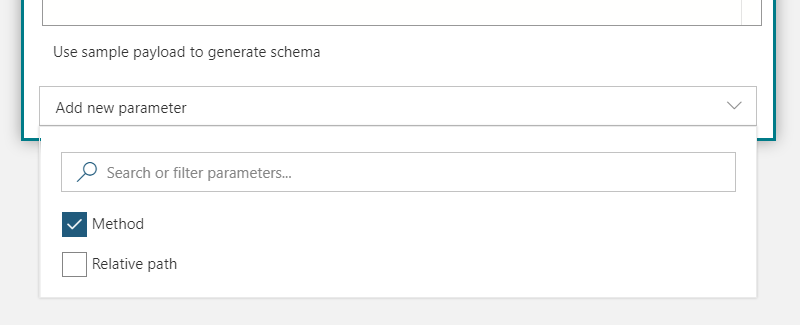 Use sample payload to generate schema
Add new parameter
Search or filter parameters...
Method
Relative path